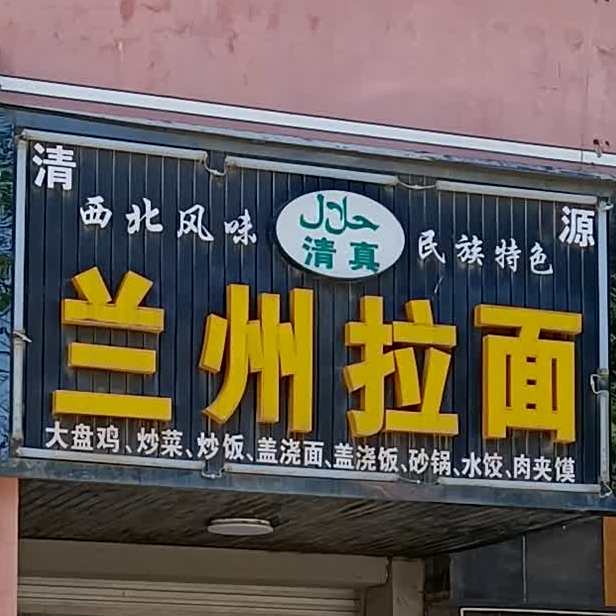 清
源
西北风味
حلال
清真
民族特色
兰州拉面
大盘鸡、炒菜、炒饭、盖浇面、盖浇饭、砂锅、水饺、肉夹馍